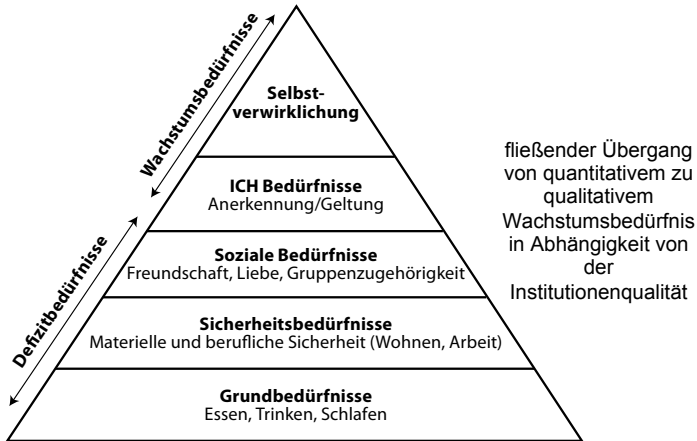 Wachstumsbedürfnisse
Defizitbedürfnisse
Selbst-
verwirklichung
ICH Bedürfnisse
Anerkennung/Geltung
Soziale Bedürfnisse
Freundschaft, Liebe, Gruppenzugehörigkeit
Sicherheitsbedürfnisse
Materielle und berufliche Sicherheit (Wohnen, Arbeit)
Grundbedürfnisse
Essen, Trinken, Schlafen
fließender Übergang
von quantitativem zu
qualitativem
Wachstumsbedürfnis
in Abhängigkeit von
der
Institutionenqualität